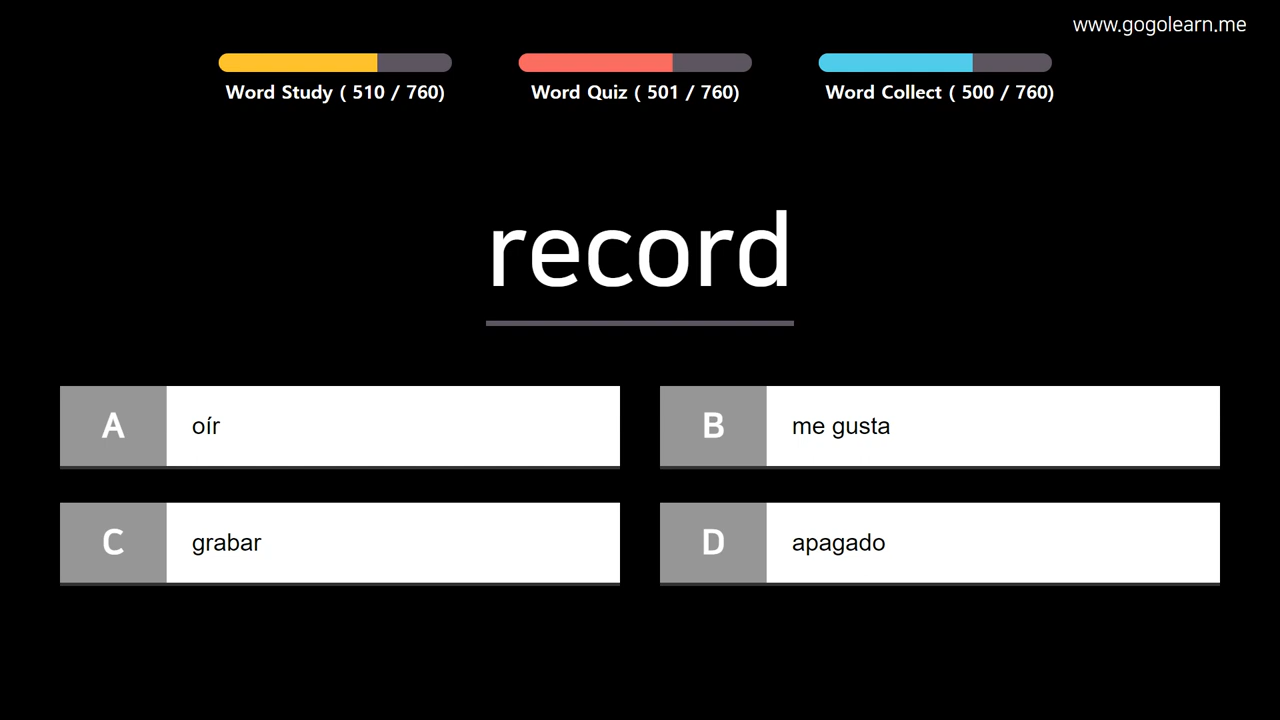 www.gogolearn.me
Word Study ( 510 / 760)
Word Quiz ( 501 / 760)
Word Collect ( 500 / 760)
record
A
oír
B
me gusta
C
grabar
D
apagado